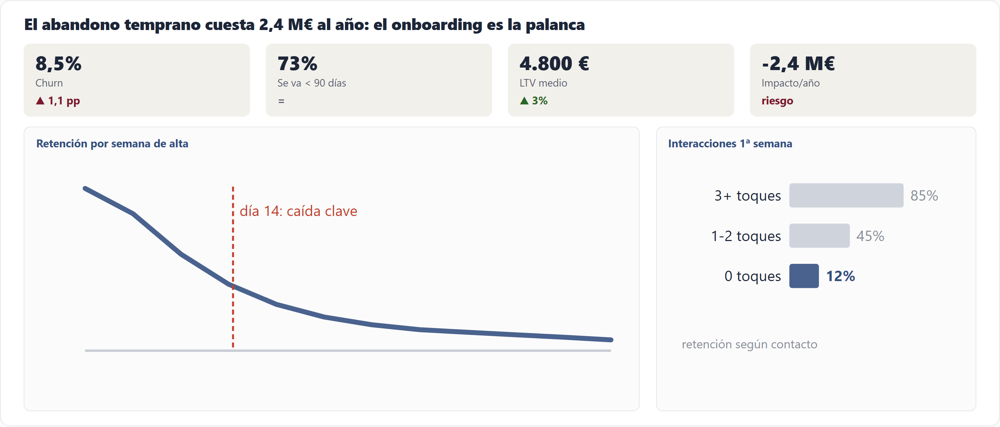 El abandono temprano cuesta 2,4 M€ al año: el onboarding es la palanca
8,5%
Churn
▲ 1,1 pp
73%
Se va < 90 días
=
4.800 €
LTV medio
▲ 3%
-2,4 M€
Impacto/año
riesgo
Retención por semana de alta
día 14: caída clave
Interacciones 1ª semana
3+ toques 85%
1-2 toques 45%
0 toques 12%
retención según contacto